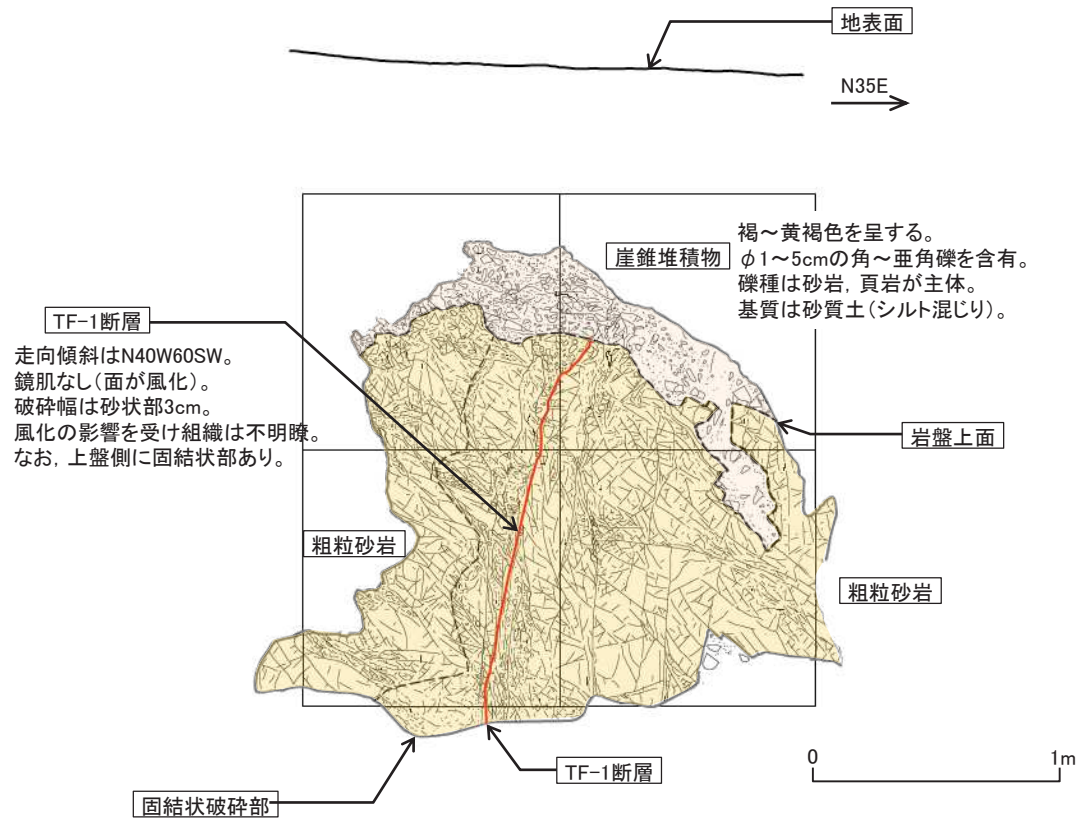 地表面
N35E
崖錐堆積物
褐～黄褐色を呈する。
φ1～5cmの角～亜角礫を含有。
礫種は砂岩，頁岩が主体。
基質は砂質土（シルト混じり）。
TF-1断層
走向傾斜はN40W60SW。
鏡肌なし（面が風化）。
破砕幅は砂状部3cm。
風化の影響を受け組織は不明瞭。
なお，上盤側に固結状部あり。
岩盤上面
粗粒砂岩
粗粒砂岩
0 1m
TF-1断層
固結状破砕部